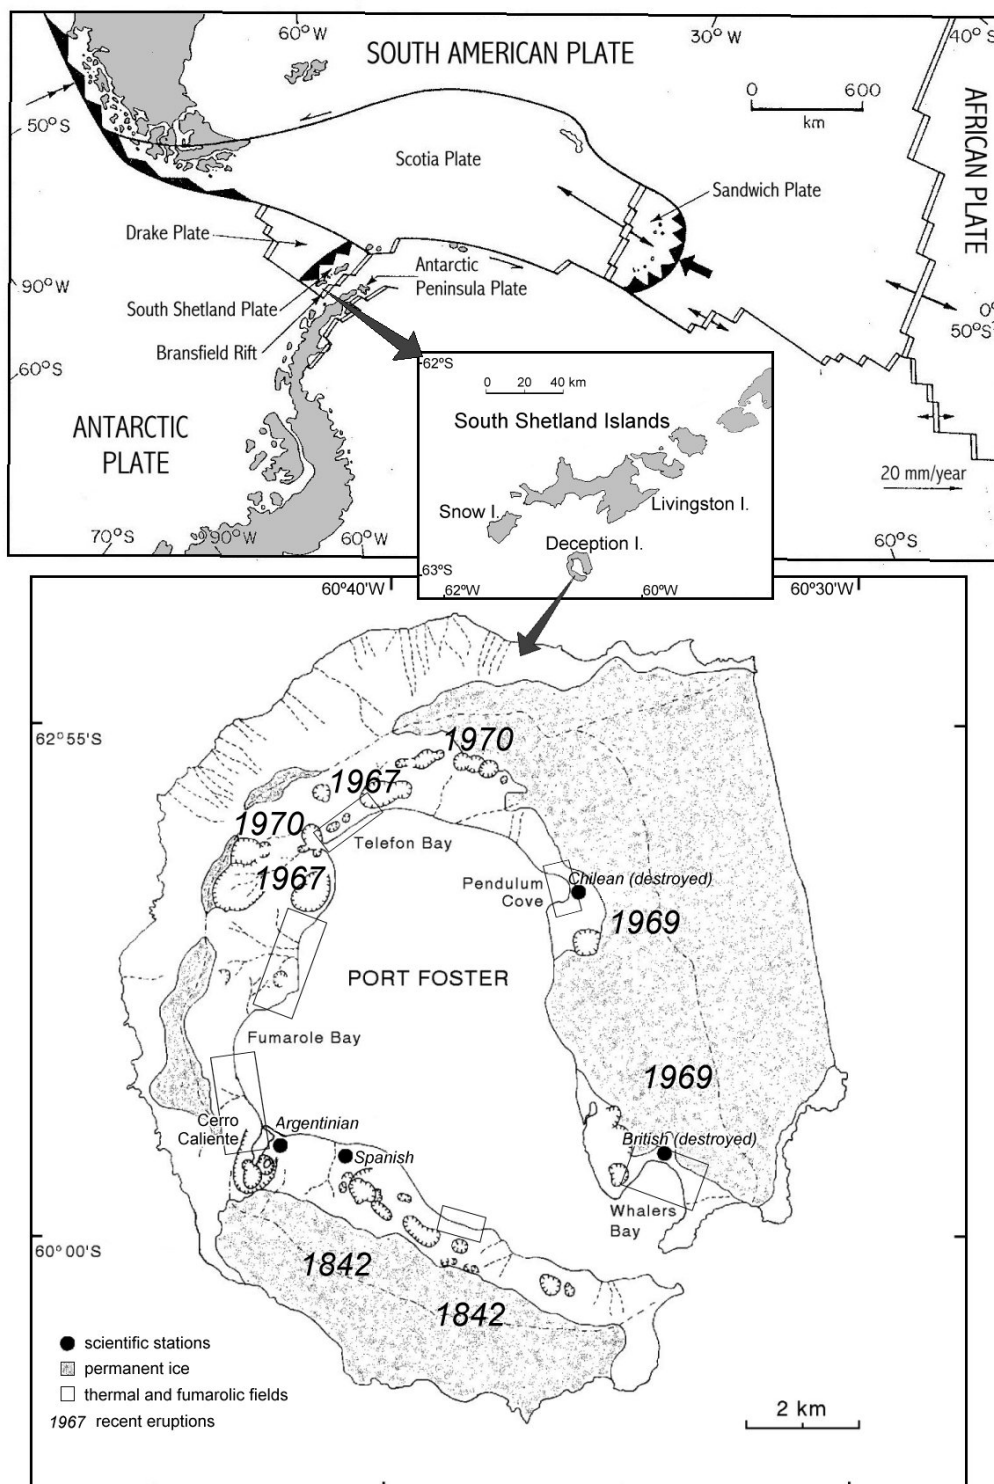 60°W
30°W
40°S
SOUTH AMERICAN PLATE
0 600
km
AFRICAN PLATE
50°S
Scotia Plate
Sandwich Plate
Drake Plate
90°W
Antarctic
Peninsula Plate
South Shetland Plate
0°
50°S
Bransfield Rift
60°S
ANTARCTIC
PLATE
20 mm/year
70°S
90°W
60°W
60°S
62°S
0 20 40 km
South Shetland Islands
Snow I.
Livingston I.
Deception I.
63°S
62°W
60°W
60°40'W
60°30'W
62°55'S
1970
1967
1970
Telefon Bay
1967
Pendulum
Cove
Chilean (destroyed)
1969
PORT FOSTER
Fumarole Bay
1969
Cerro
Caliente
Argentinian
Spanish
British (destroyed)
Whalers
Bay
60°00'S
1842
1842
scientific stations
permanent ice
thermal and fumarolic fields
1967 recent eruptions
2 km